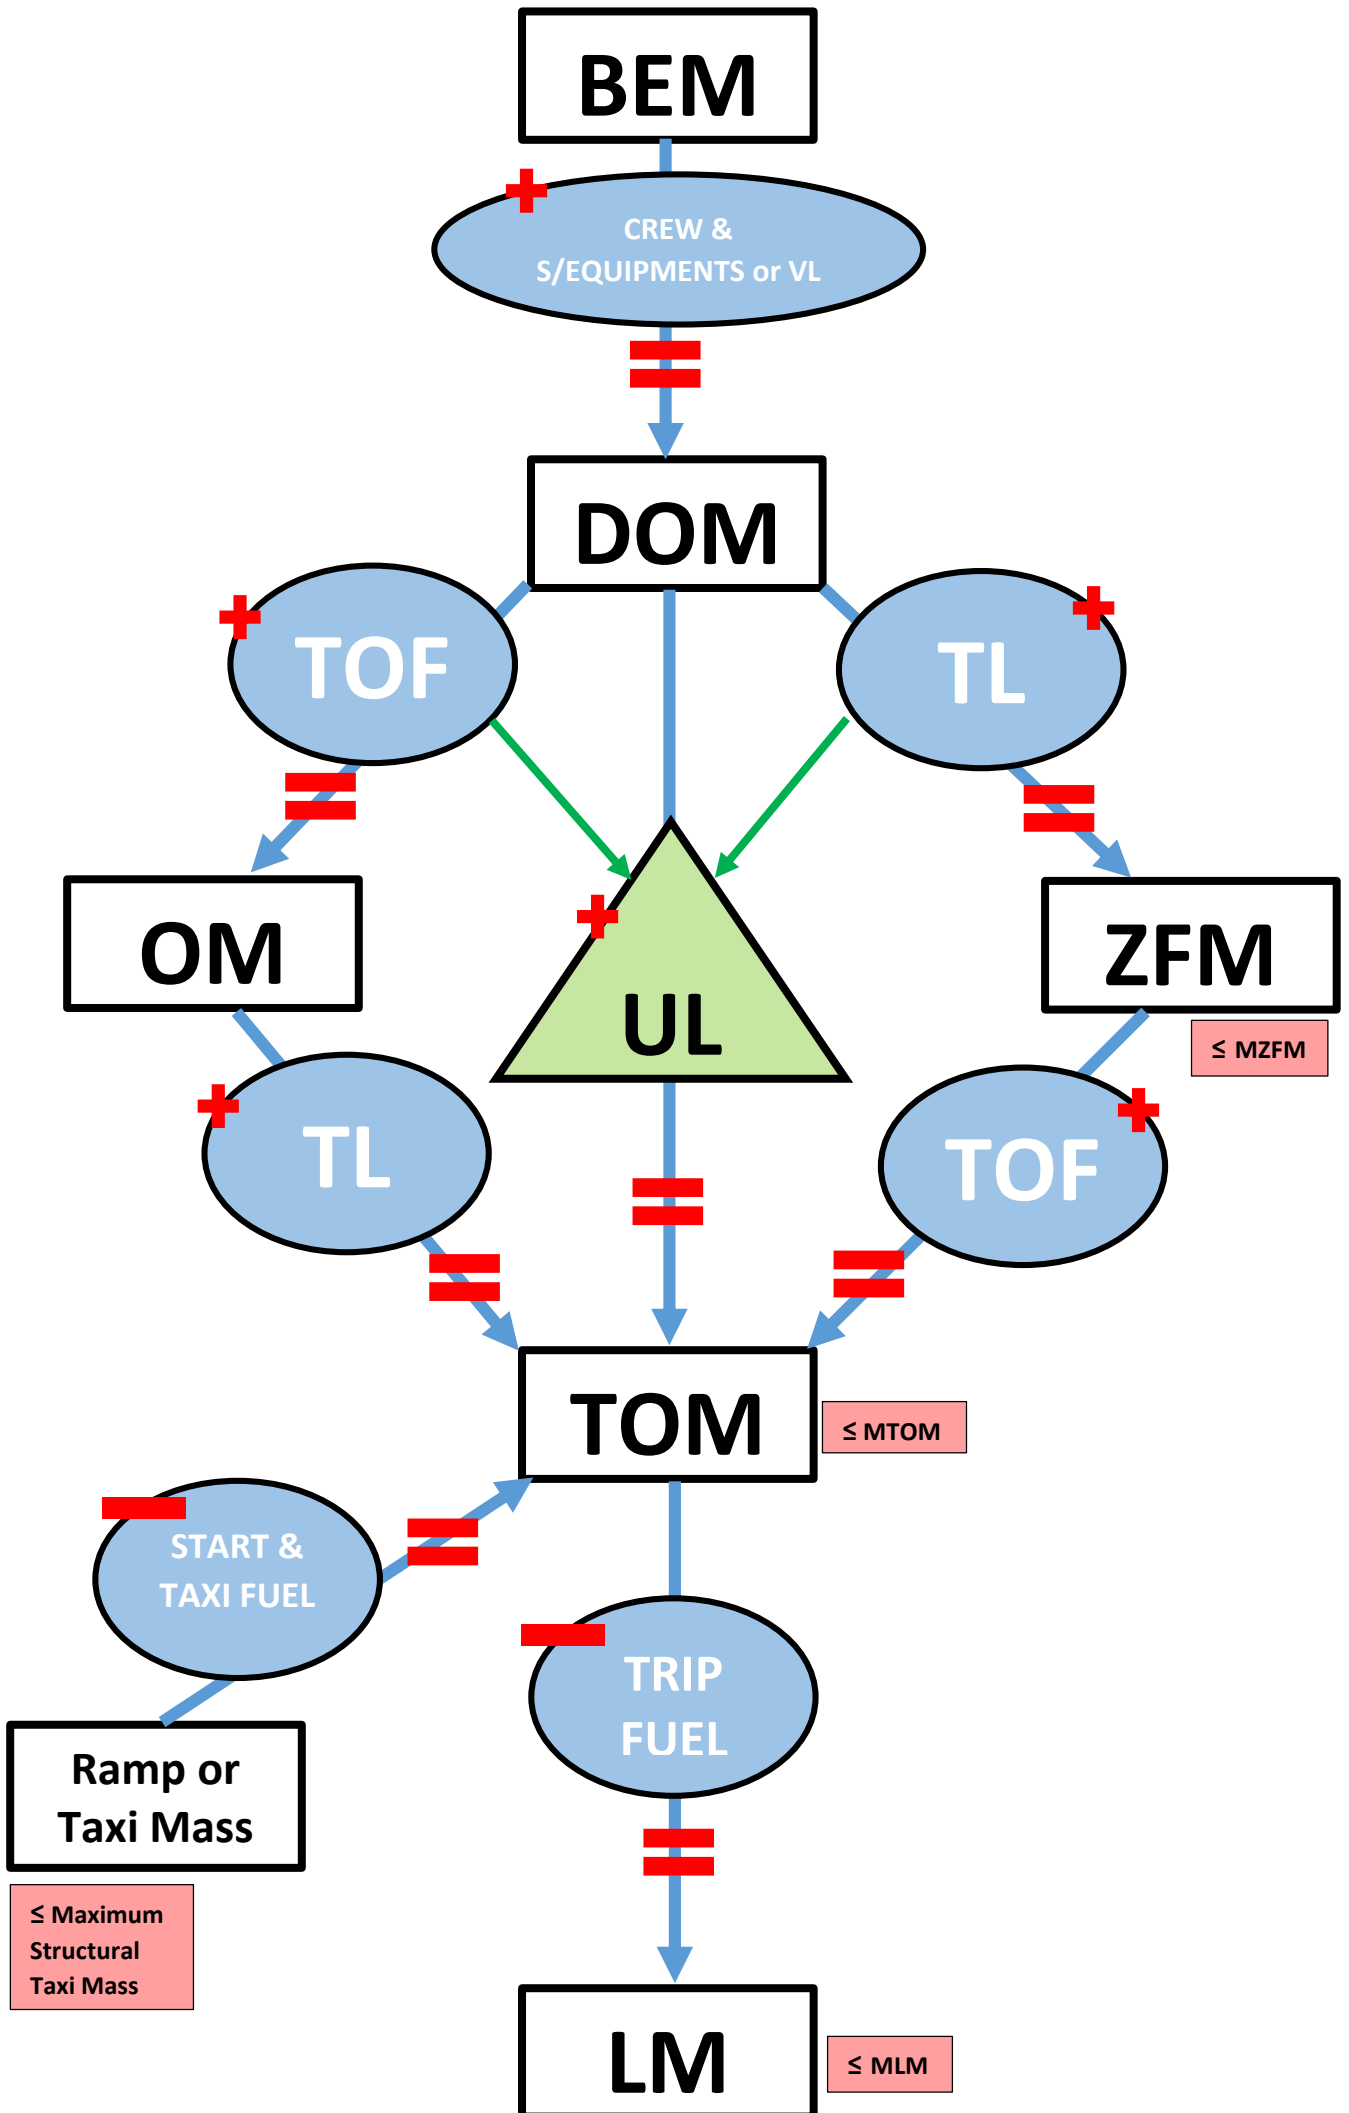 BEM
CREW &
S/EQUIPMENTS or VL
DOM
TOF
TL
OM
UL
ZFM
≤ MZFM
TL
TOF
TOM
≤ MTOM
START &
TAXI FUEL
TRIP
FUEL
Ramp or
Taxi Mass
≤ Maximum
Structural
Taxi Mass
LM
≤ MLM